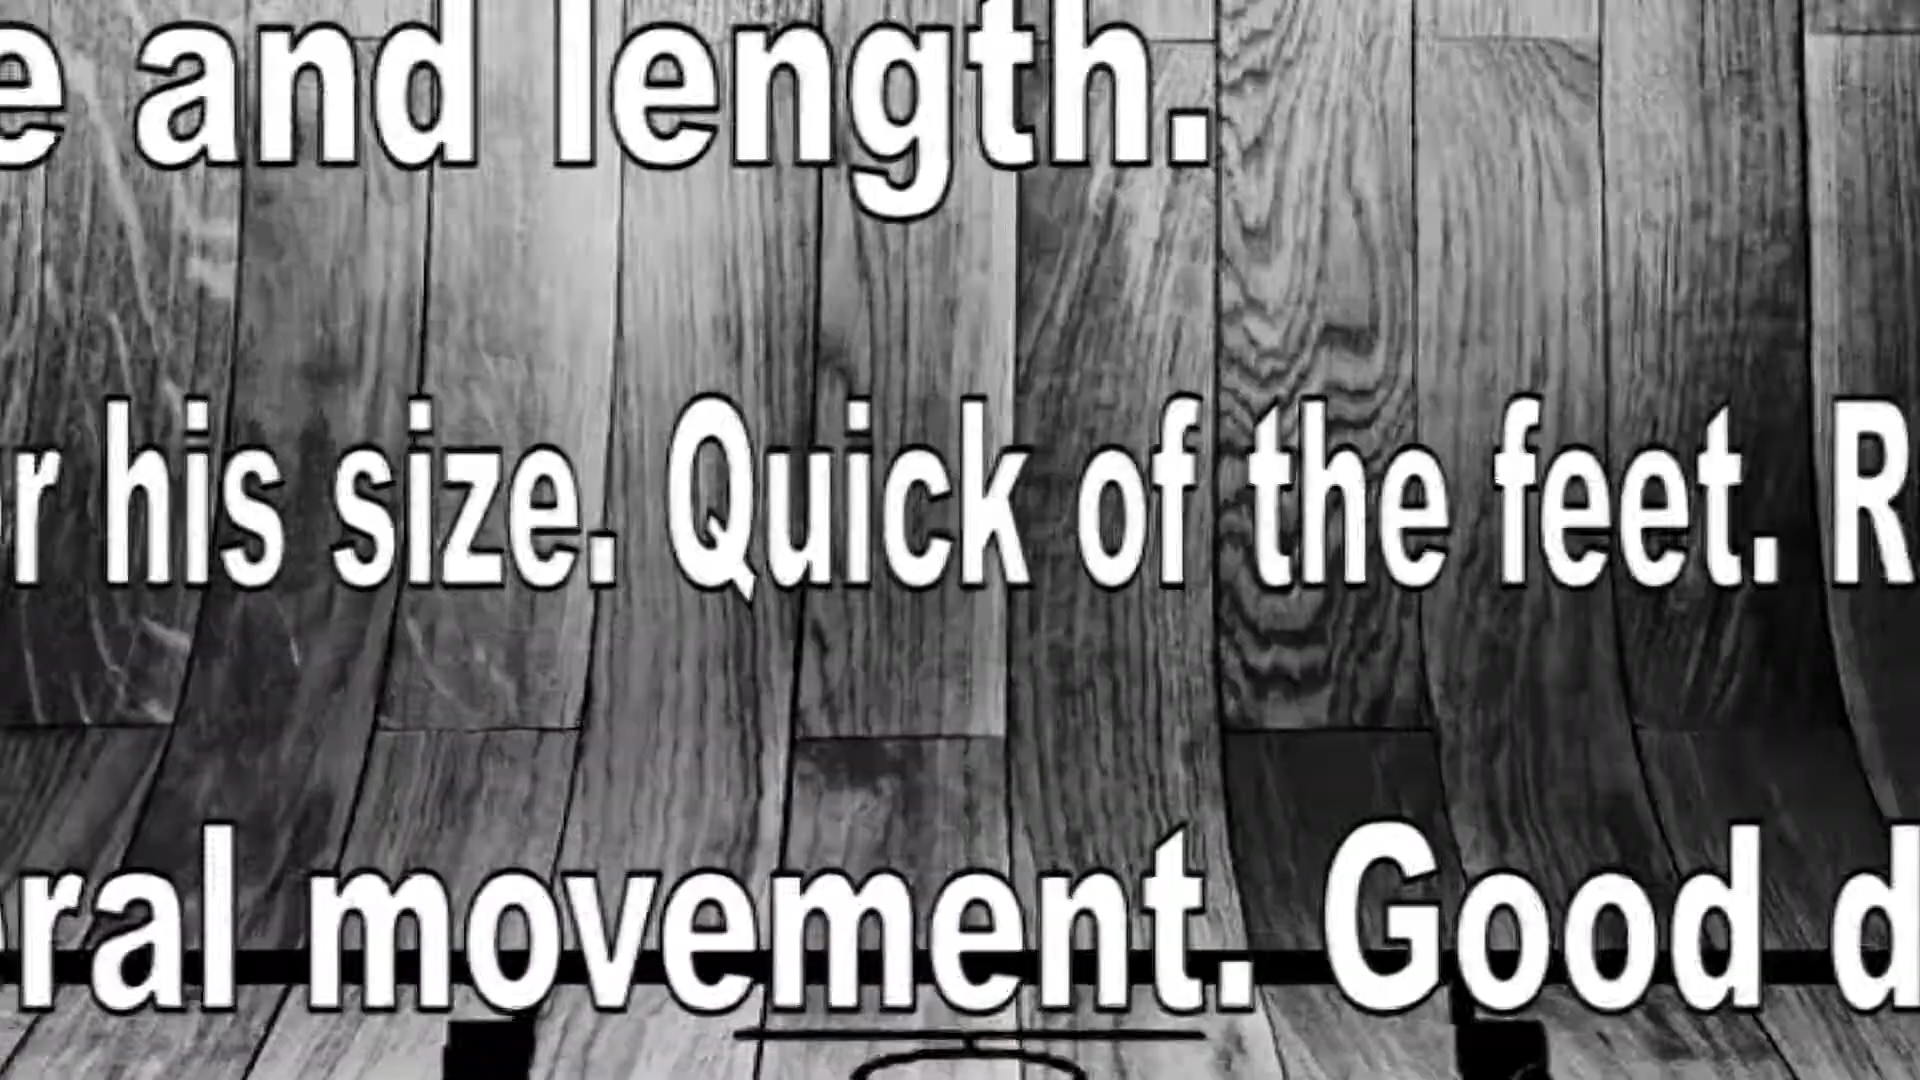 e and length.
r his size. Quick of the feet. R
ral movement. Good d